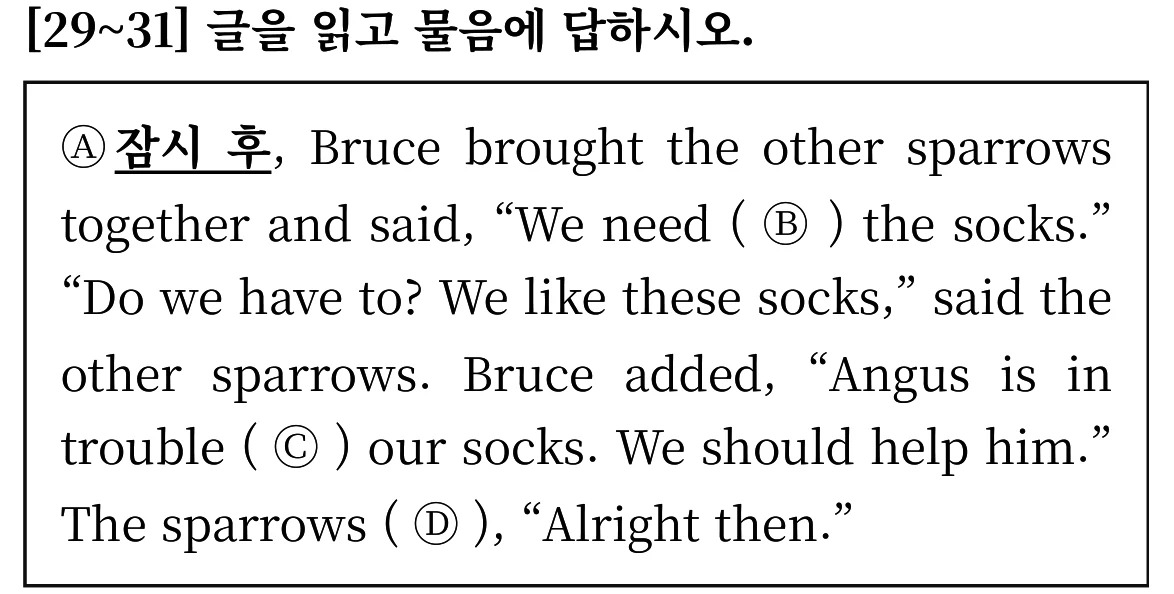 [29~31] 글을 읽고 물음에 답하시오.
Ⓐ잠시 후, Bruce brought the other sparrows
together and said, “We need ( Ⓑ ) the socks.”
“Do we have to? We like these socks,” said the
other sparrows. Bruce added, “Angus is in
trouble ( Ⓒ ) our socks. We should help him.”
The sparrows ( Ⓓ ), “Alright then.”